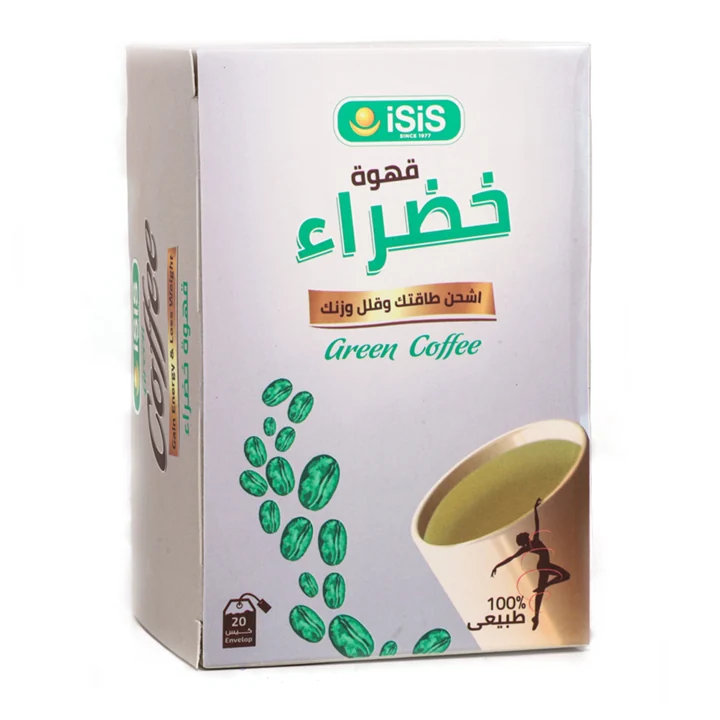 iSiS
SINCE 1977
قهوة
خضراء
اشحن طاقتك وقلل وزنك
Green Coffee
100%
طبيعى
20
كيس
Envelop
iSiS
Coffee
Gain Energy & Loss Weight
قهوة خضراء